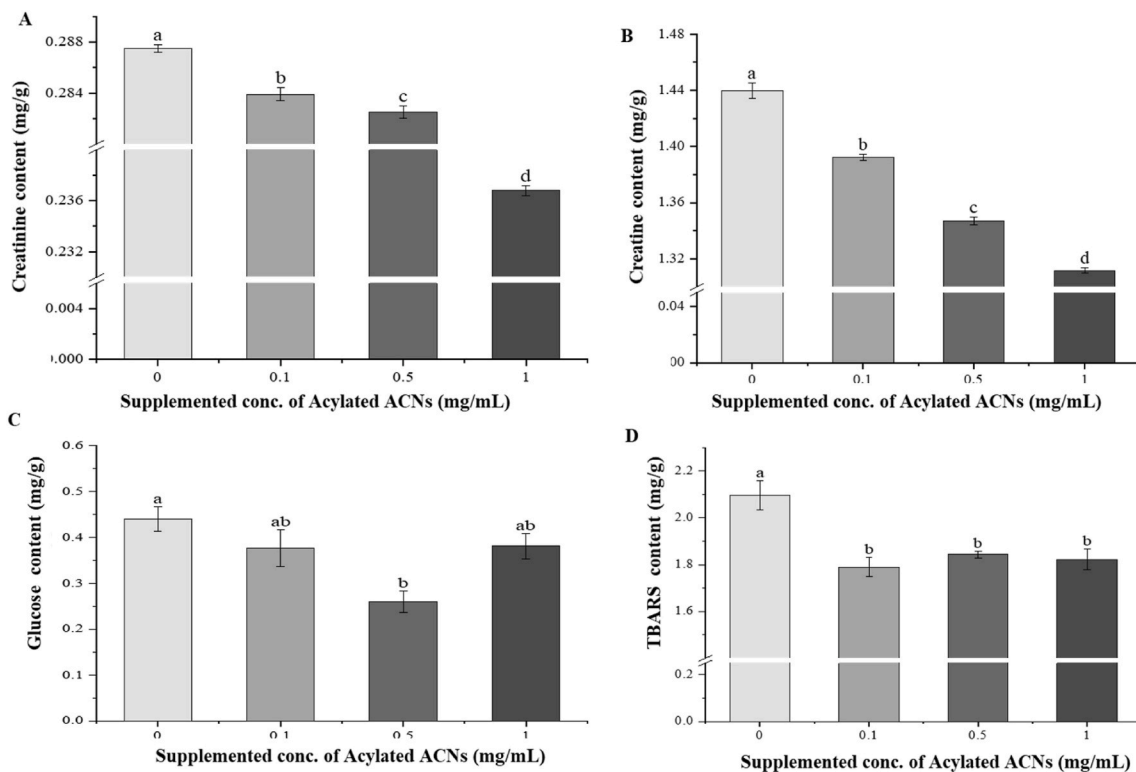 A
Creatinine content (mg/g)
0.288
0.284
0.236
0.232
0.004
0.000
a
b
c
d
0
0.1
0.5
1
Supplemented conc. of Acylated ACNs (mg/mL)
B
Creatine content (mg/g)
1.48
1.44
1.40
1.36
1.32
0.04
00
a
b
c
d
0
0.1
0.5
1
Supplemented conc. of Acylated ACNs (mg/mL)
C
Glucose content (mg/g)
0.6
0.5
0.4
0.3
0.2
0.1
0.0
a
ab
b
ab
0
0.1
0.5
1
Supplemented conc. of Acylated ACNs (mg/mL)
D
TBARS content (mg/g)
2.2
2.0
1.8
1.6
0.2
0.0
a
b
b
b
0
0.1
0.5
1
Supplemented conc. of Acylated ACNs (mg/mL)